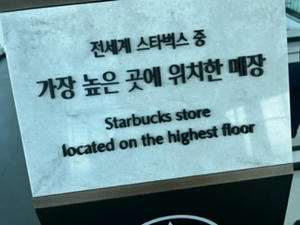 전세계 스타벅스 중
가장 높은 곳에 위치한 매장
Starbucks store
located on the highest floor